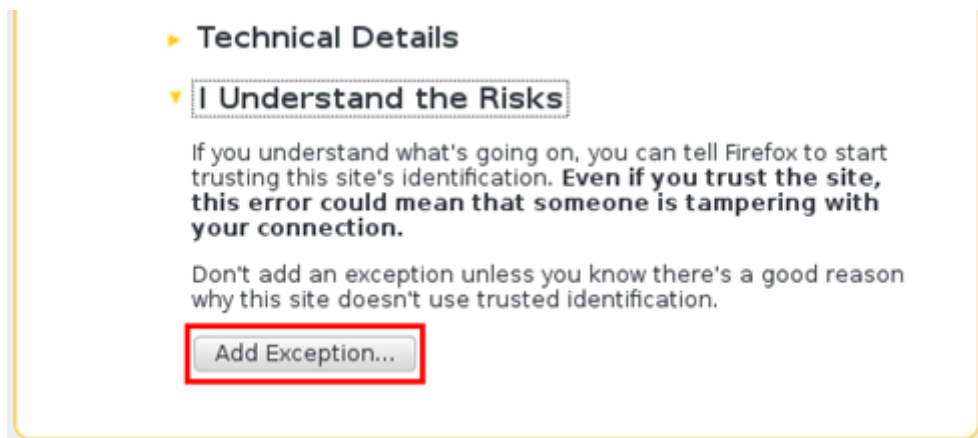 Technical Details
I Understand the Risks
If you understand what's going on, you can tell Firefox to start
trusting this site's identification. Even if you trust the site,
this error could mean that someone is tampering with
your connection.
Don't add an exception unless you know there's a good reason
why this site doesn't use trusted identification.
Add Exception...